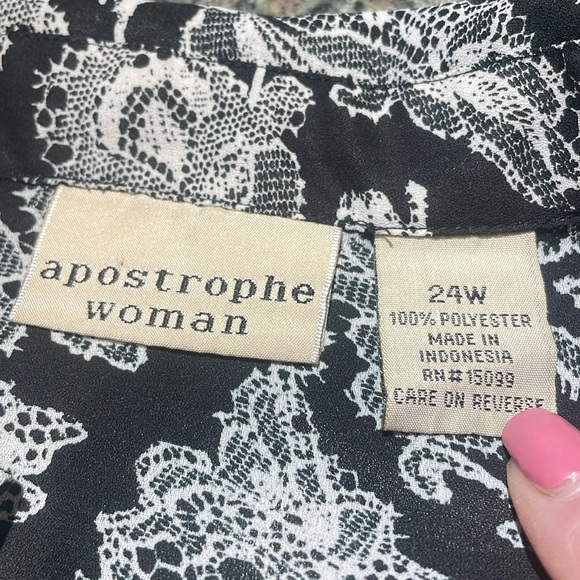 apostrophe
woman
24W
100% POLYESTER
MADE IN
INDONESIA
RN# 15099
CARE ON REVERSE